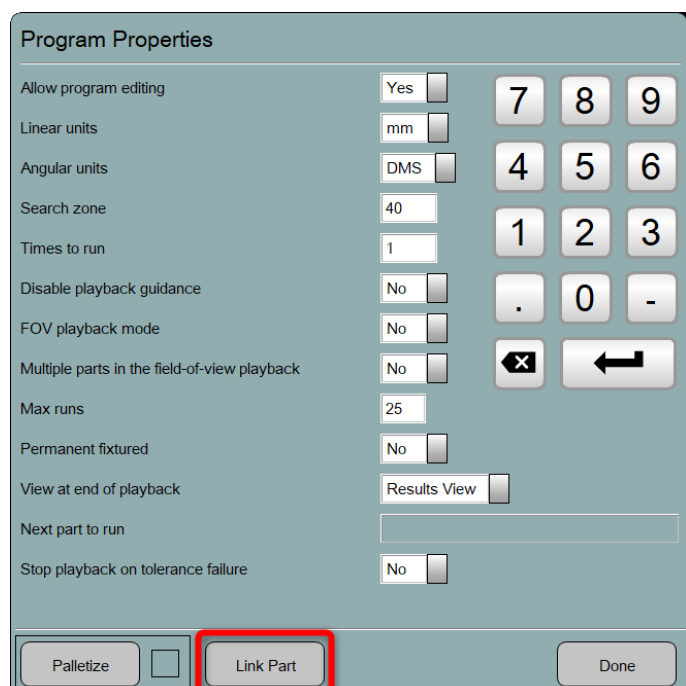 Program Properties
Allow program editing Yes
Linear units mm
Angular units DMS
Search zone 40
Times to run 1
Disable playback guidance No
FOV playback mode No
Multiple parts in the field-of-view playback No
Max runs 25
Permanent fixtured No
View at end of playback Results View
Next part to run
Stop playback on tolerance failure No
7 8 9
4 5 6
1 2 3
. 0 -
Palletize Link Part Done